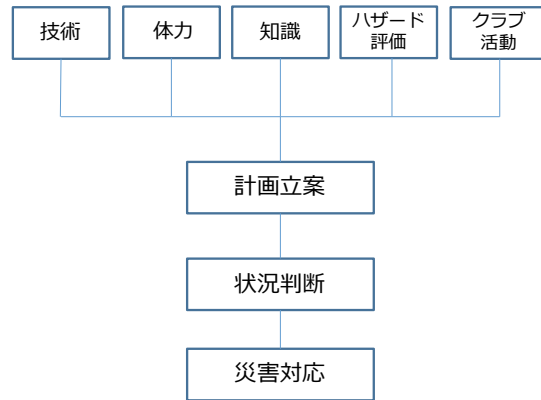 技術
体力
知識
ハザード
評価
クラブ
活動
計画立案
状況判断
災害対応